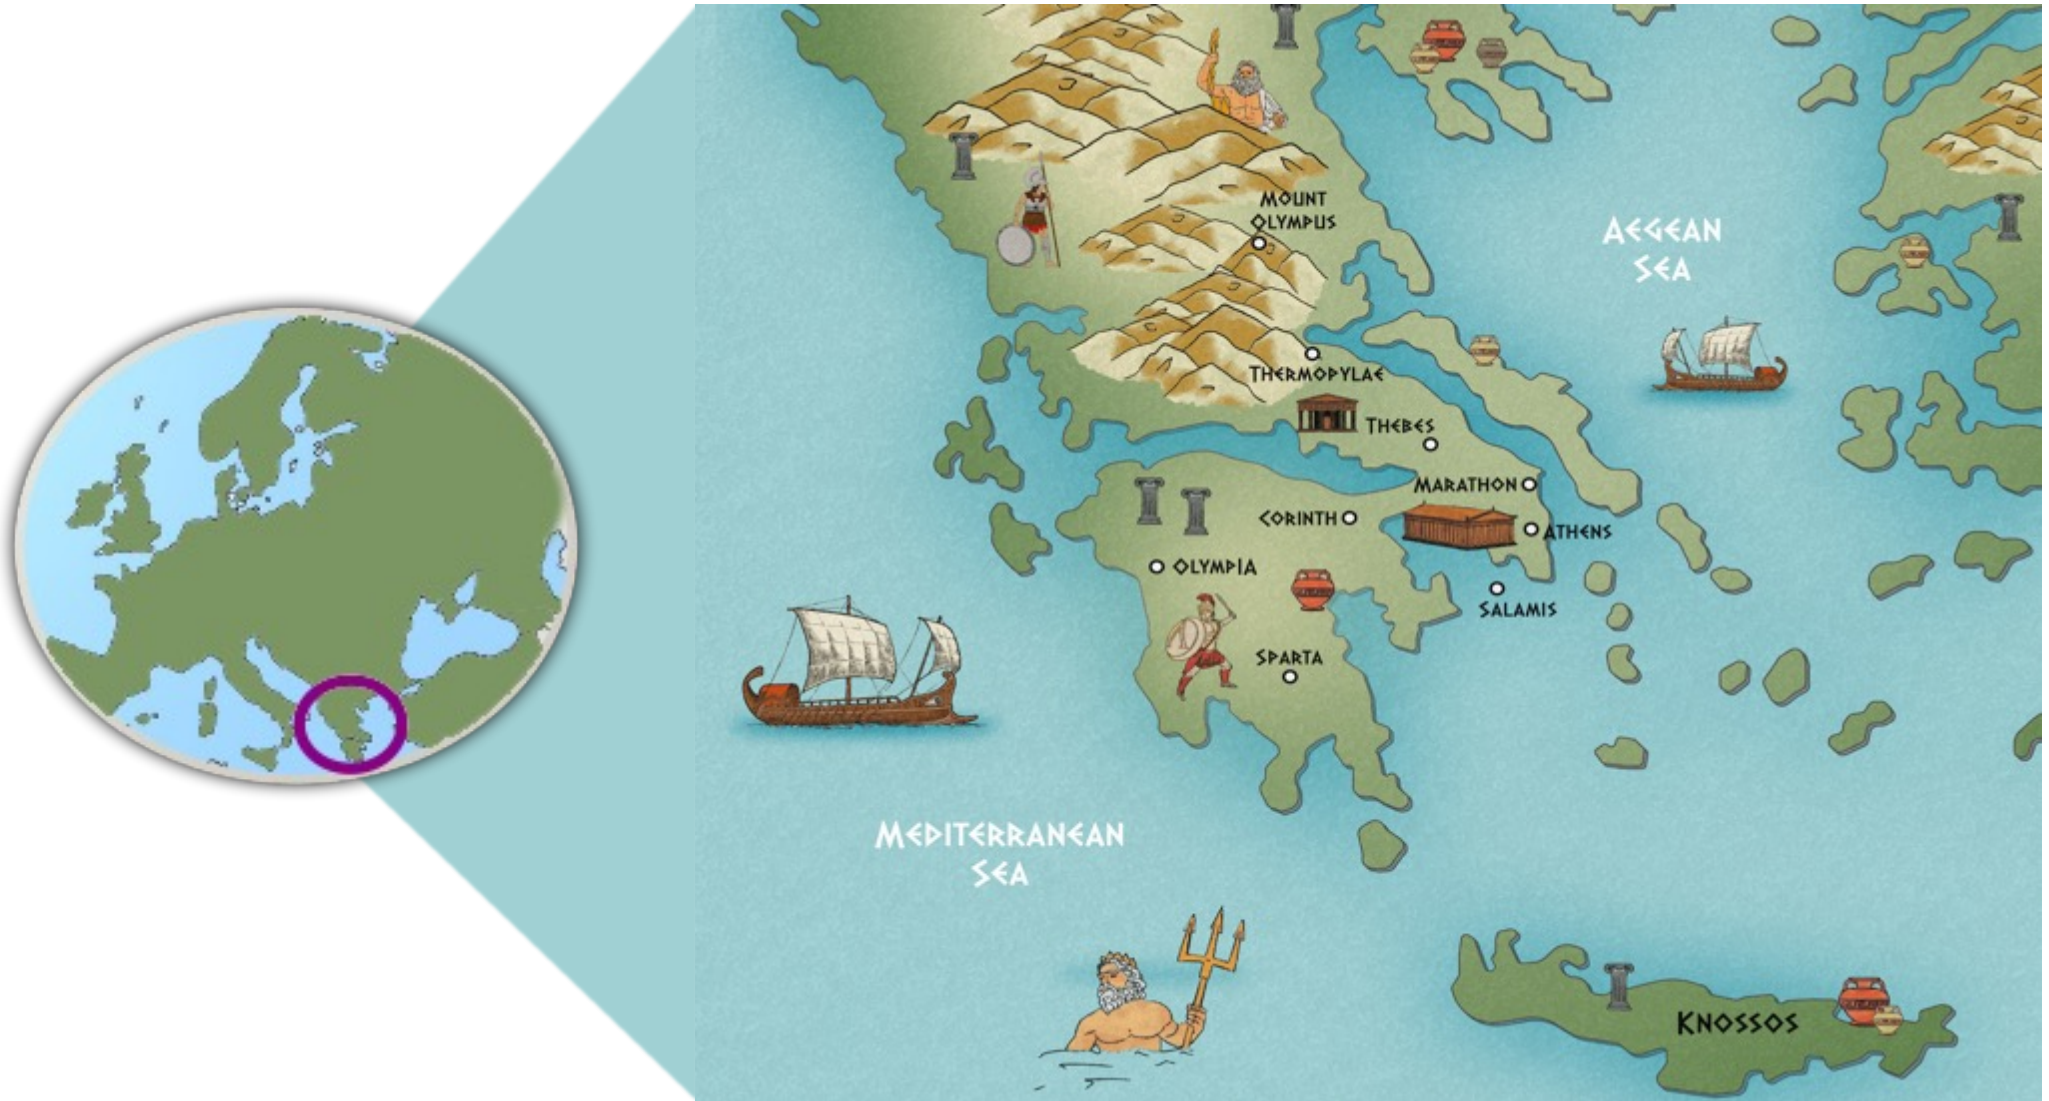 MOUNT
OLYMPUS
AEGEAN
SEA
THERMOPYLAE
THEBES
MARATHON
CORINTH
ATHENS
OLYMPIA
SALAMIS
SPARTA
MEDITERRANEAN
SEA
KNOSSOS